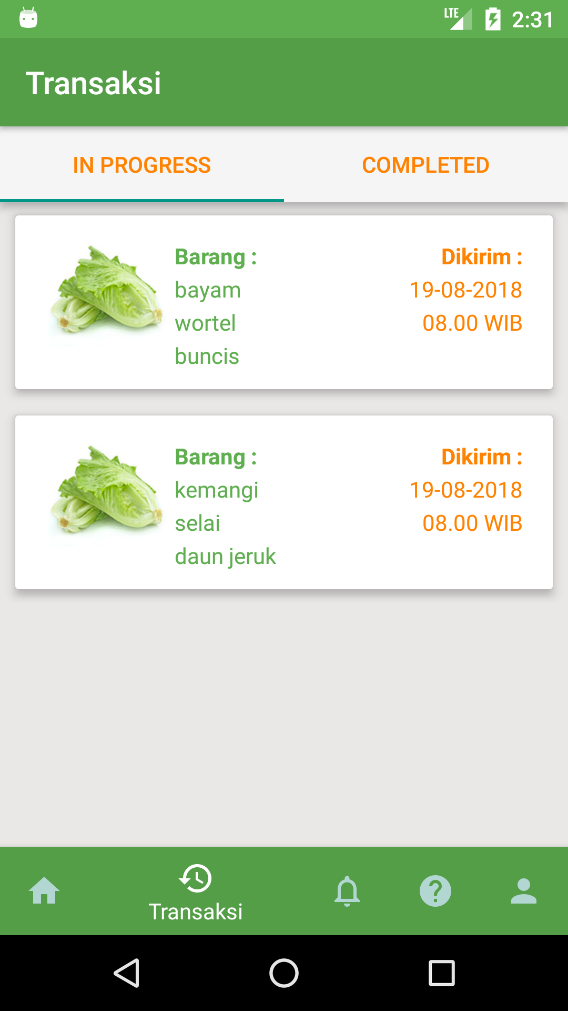 LTE 2:31
Transaksi
IN PROGRESS COMPLETED
Barang : Dikirim :
bayam 19-08-2018
wortel 08.00 WIB
buncis
Barang : Dikirim :
kemangi 19-08-2018
selai 08.00 WIB
daun jeruk
Transaksi